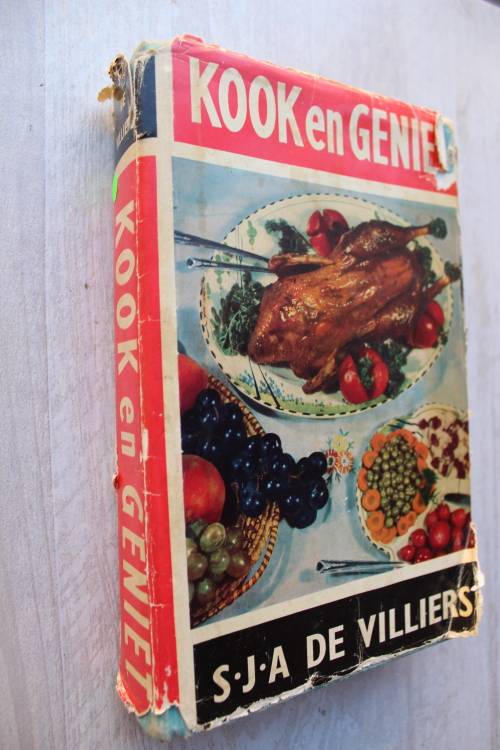 KOOK en GENIET
S.J.A DE VILLIERS
KOOK en GENIET